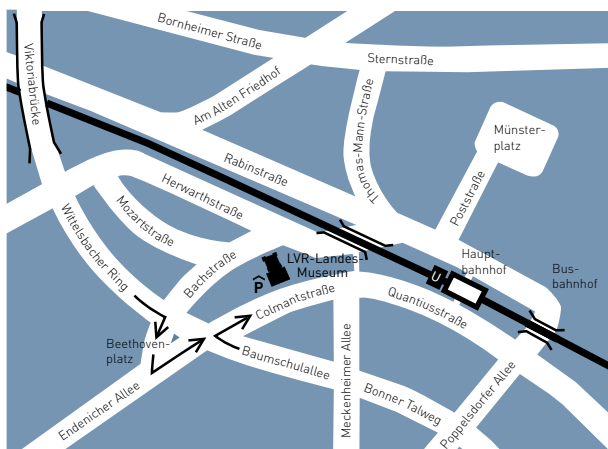 Bornheimer Straße
Sternstraße
Viktoriabrücke
Am Alten Friedhof
Thomas-Mann-Straße
Münster-
platz
Rabinstraße
Herwarthstraße
Poststraße
Mozartstraße
Wittelsbacher Ring
Bachstraße
LVR-Landes-
Museum
P
Haupt-
bahnhof
U
Bus-
bahnhof
Colmantstraße
Quantiusstraße
Beethoven-
platz
Baumschulallee
Meckenheimer Allee
Bonner Talweg
Poppelsdorfer Allee
Endenicher Allee